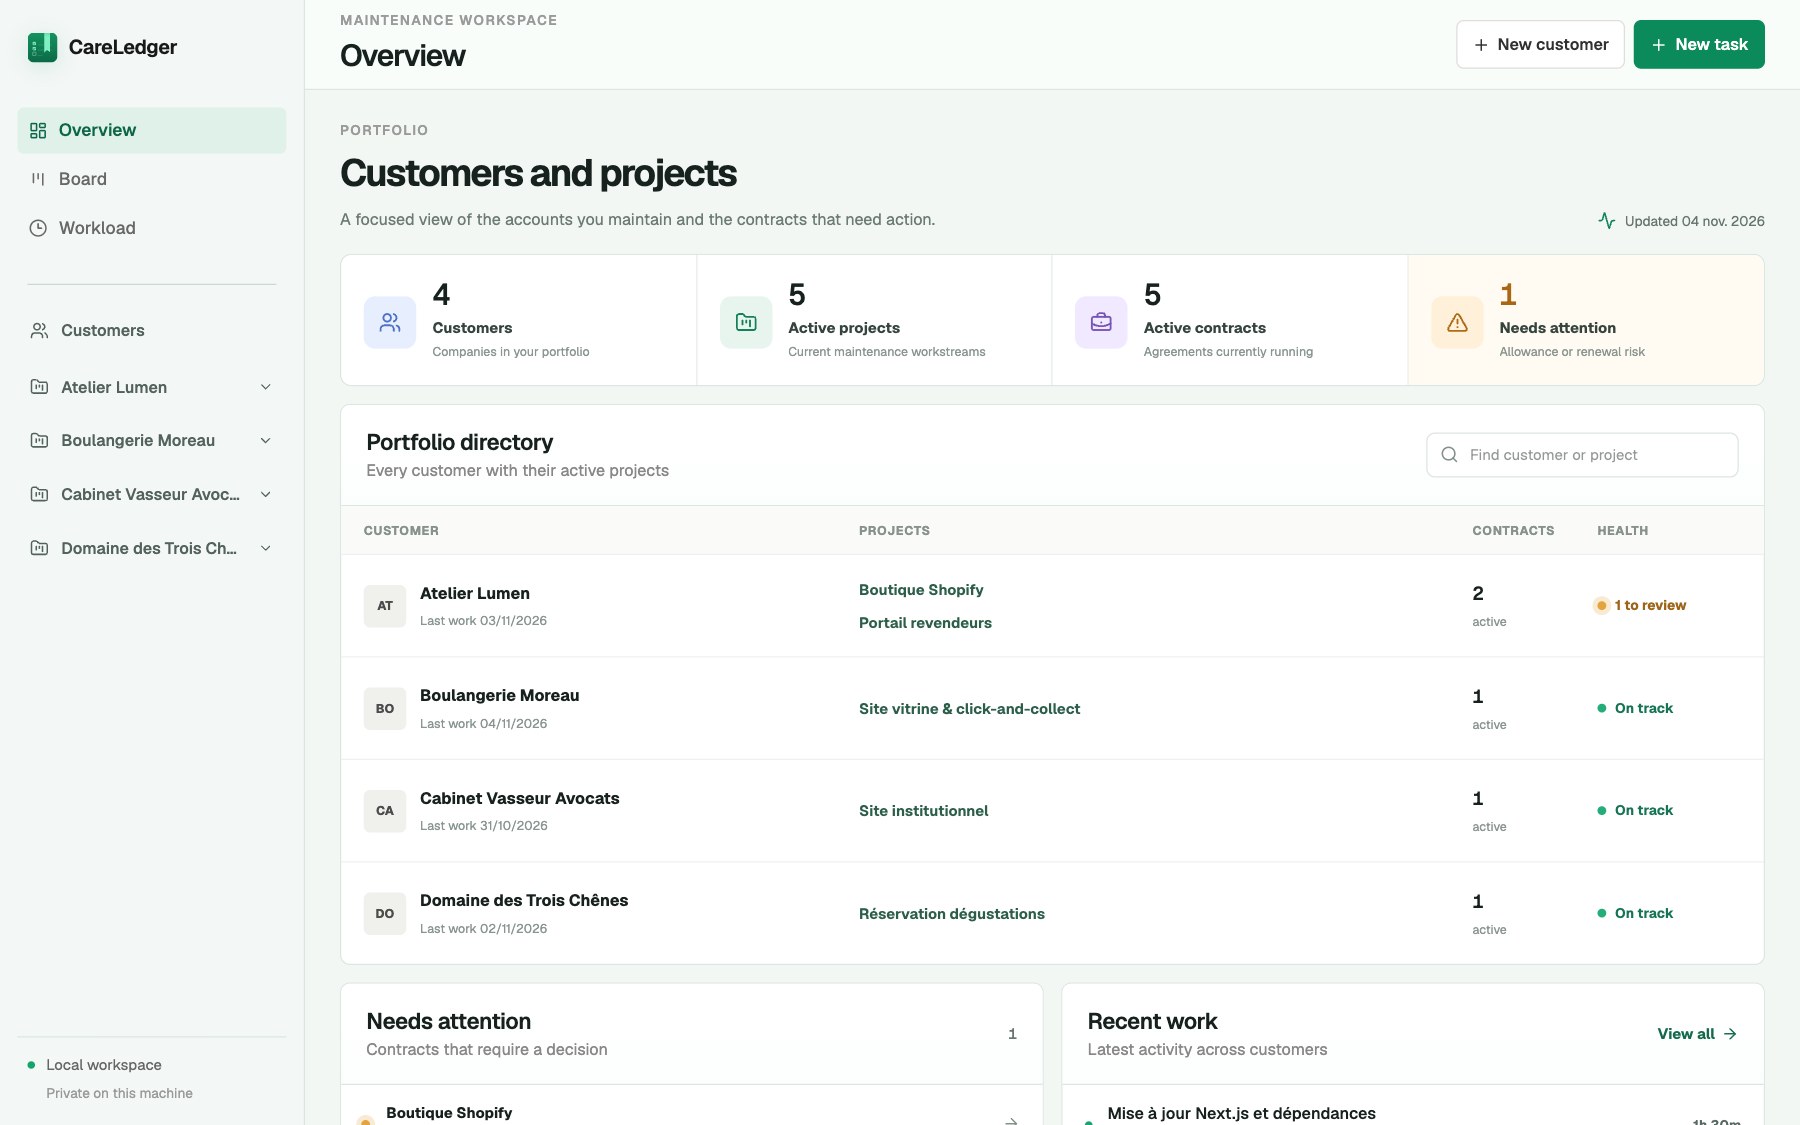 CareLedger
Overview
Board
Workload
Customers
Atelier Lumen
Boulangerie Moreau
Cabinet Vasseur Avoc...
Domaine des Trois Ch...
Local workspace
Private on this machine
MAINTENANCE WORKSPACE
Overview
New customer
New task
PORTFOLIO
Customers and projects
A focused view of the accounts you maintain and the contracts that need action.
Updated 04 nov. 2026
4
Customers
Companies in your portfolio
5
Active projects
Current maintenance workstreams
5
Active contracts
Agreements currently running
1
Needs attention
Allowance or renewal risk
Portfolio directory
Every customer with their active projects
Find customer or project
CUSTOMER PROJECTS CONTRACTS HEALTH
AT
Atelier Lumen
Last work 03/11/2026
Boutique Shopify
Portail revendeurs
2
active
1 to review
BO
Boulangerie Moreau
Last work 04/11/2026
Site vitrine & click-and-collect
1
active
On track
CA
Cabinet Vasseur Avocats
Last work 31/10/2026
Site institutionnel
1
active
On track
DO
Domaine des Trois Chênes
Last work 02/11/2026
Réservation dégustations
1
active
On track
Needs attention
Contracts that require a decision
1
Boutique Shopify
Recent work
Latest activity across customers
View all
Mise à jour Next.js et dépendances
1h 30m